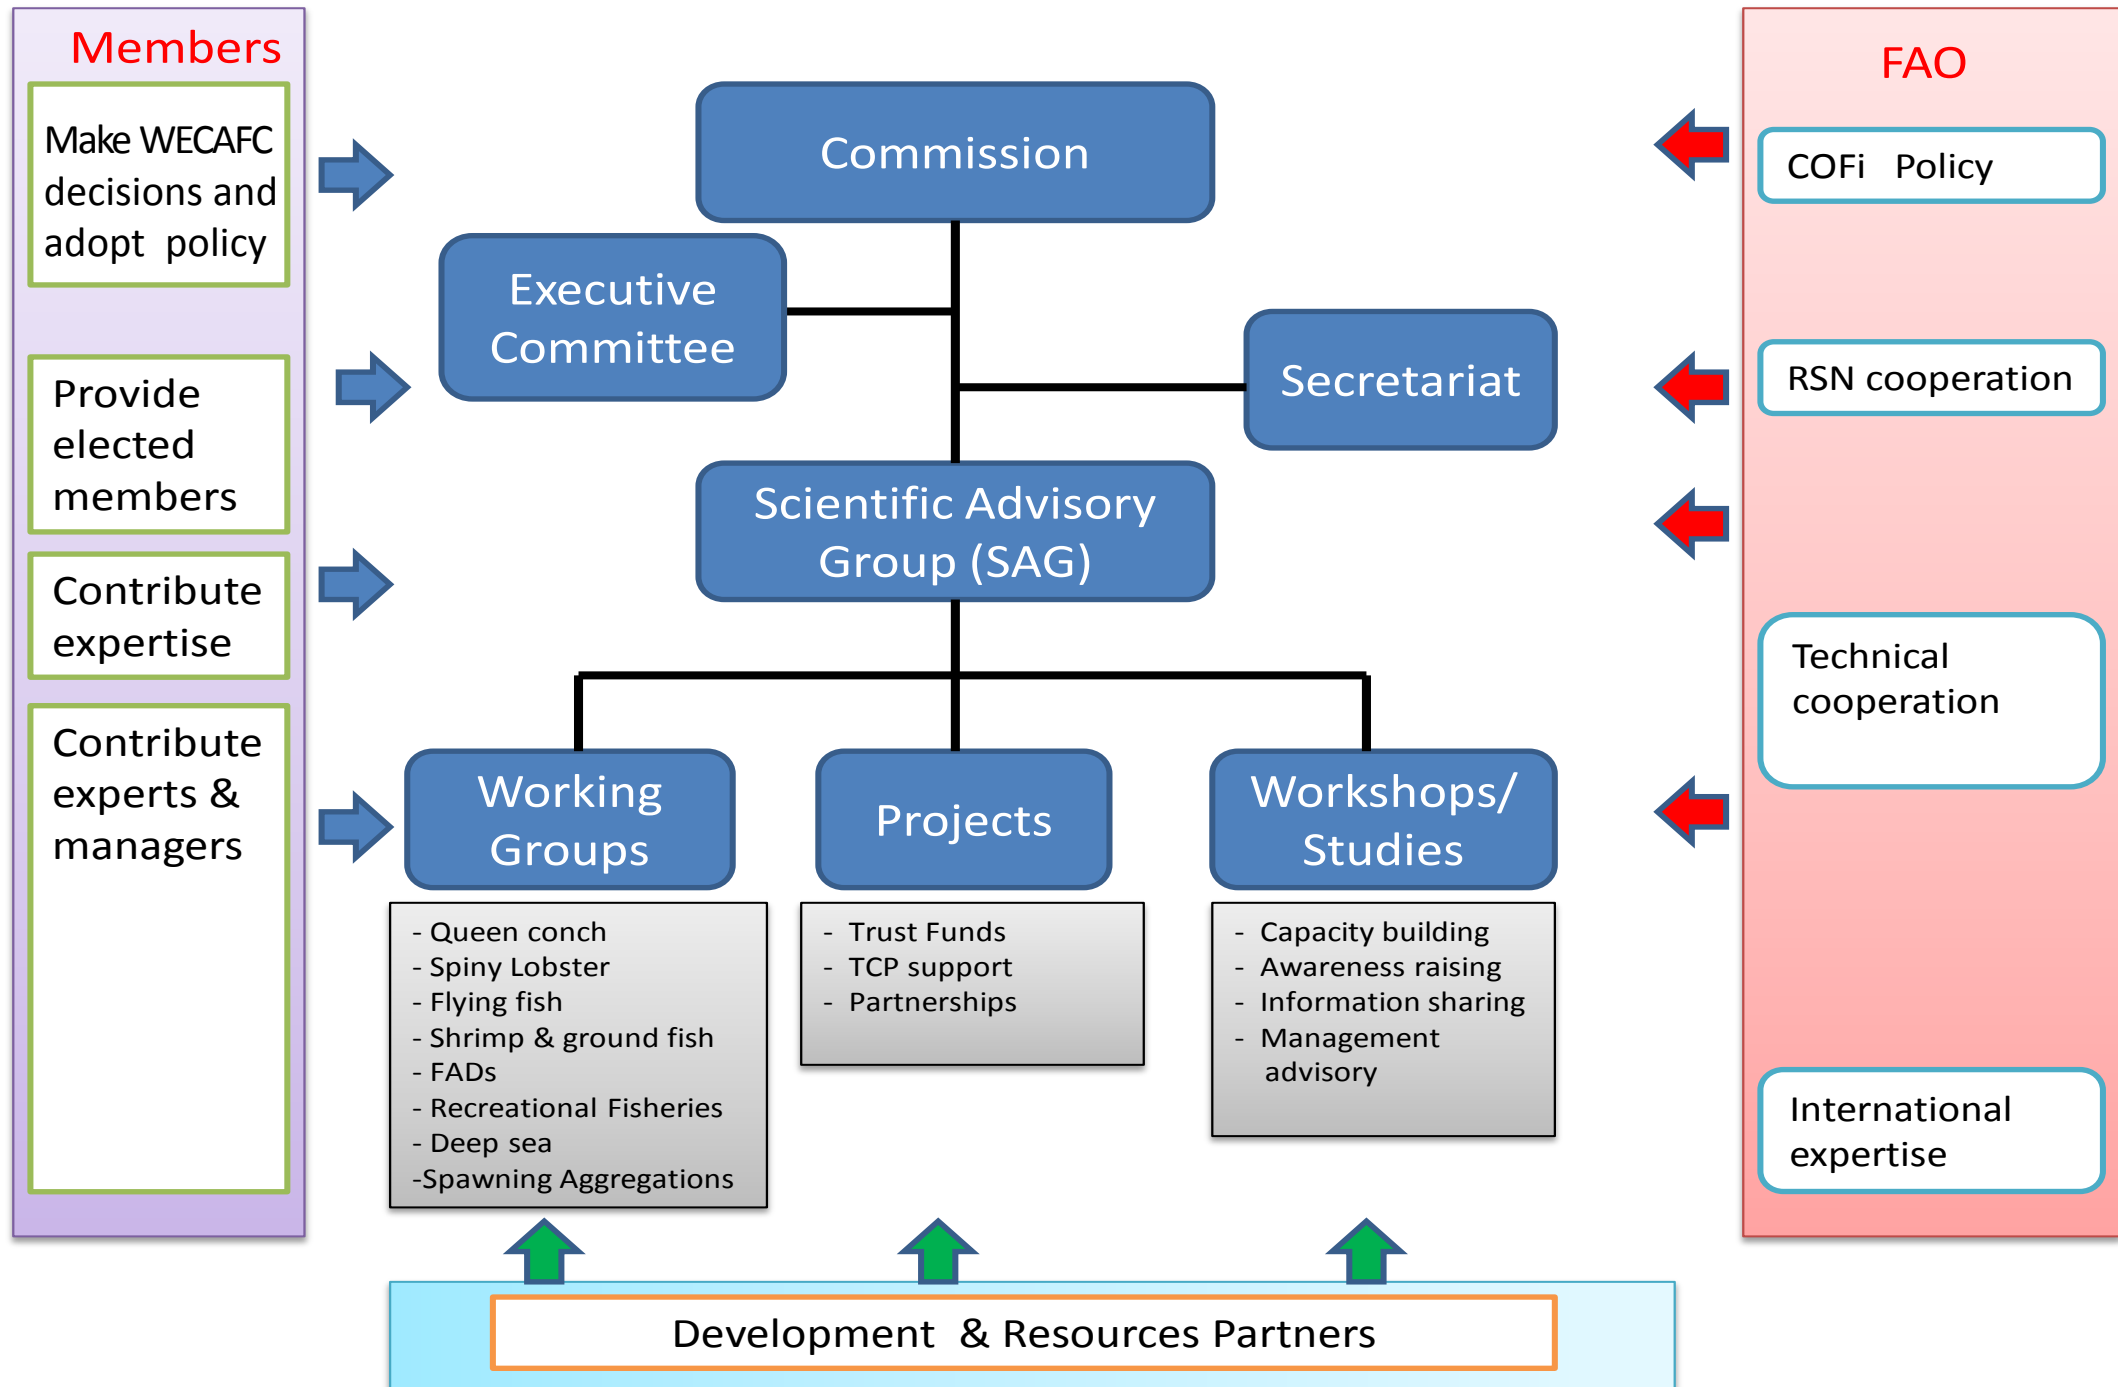 Members
Make WECAFC
decisions and
adopt policy
Provide
elected
members
Contribute
expertise
Contribute
experts &
managers
Commission
Executive
Committee
Secretariat
Scientific Advisory
Group (SAG)
Working
Groups
- Queen conch
- Spiny Lobster
- Flying fish
- Shrimp & ground fish
- FADs
- Recreational Fisheries
- Deep sea
-Spawning Aggregations
Projects
- Trust Funds
- TCP support
- Partnerships
Workshops/
Studies
- Capacity building
- Awareness raising
- Information sharing
- Management
advisory
FAO
COFi Policy
RSN cooperation
Technical
cooperation
International
expertise
Development & Resources Partners